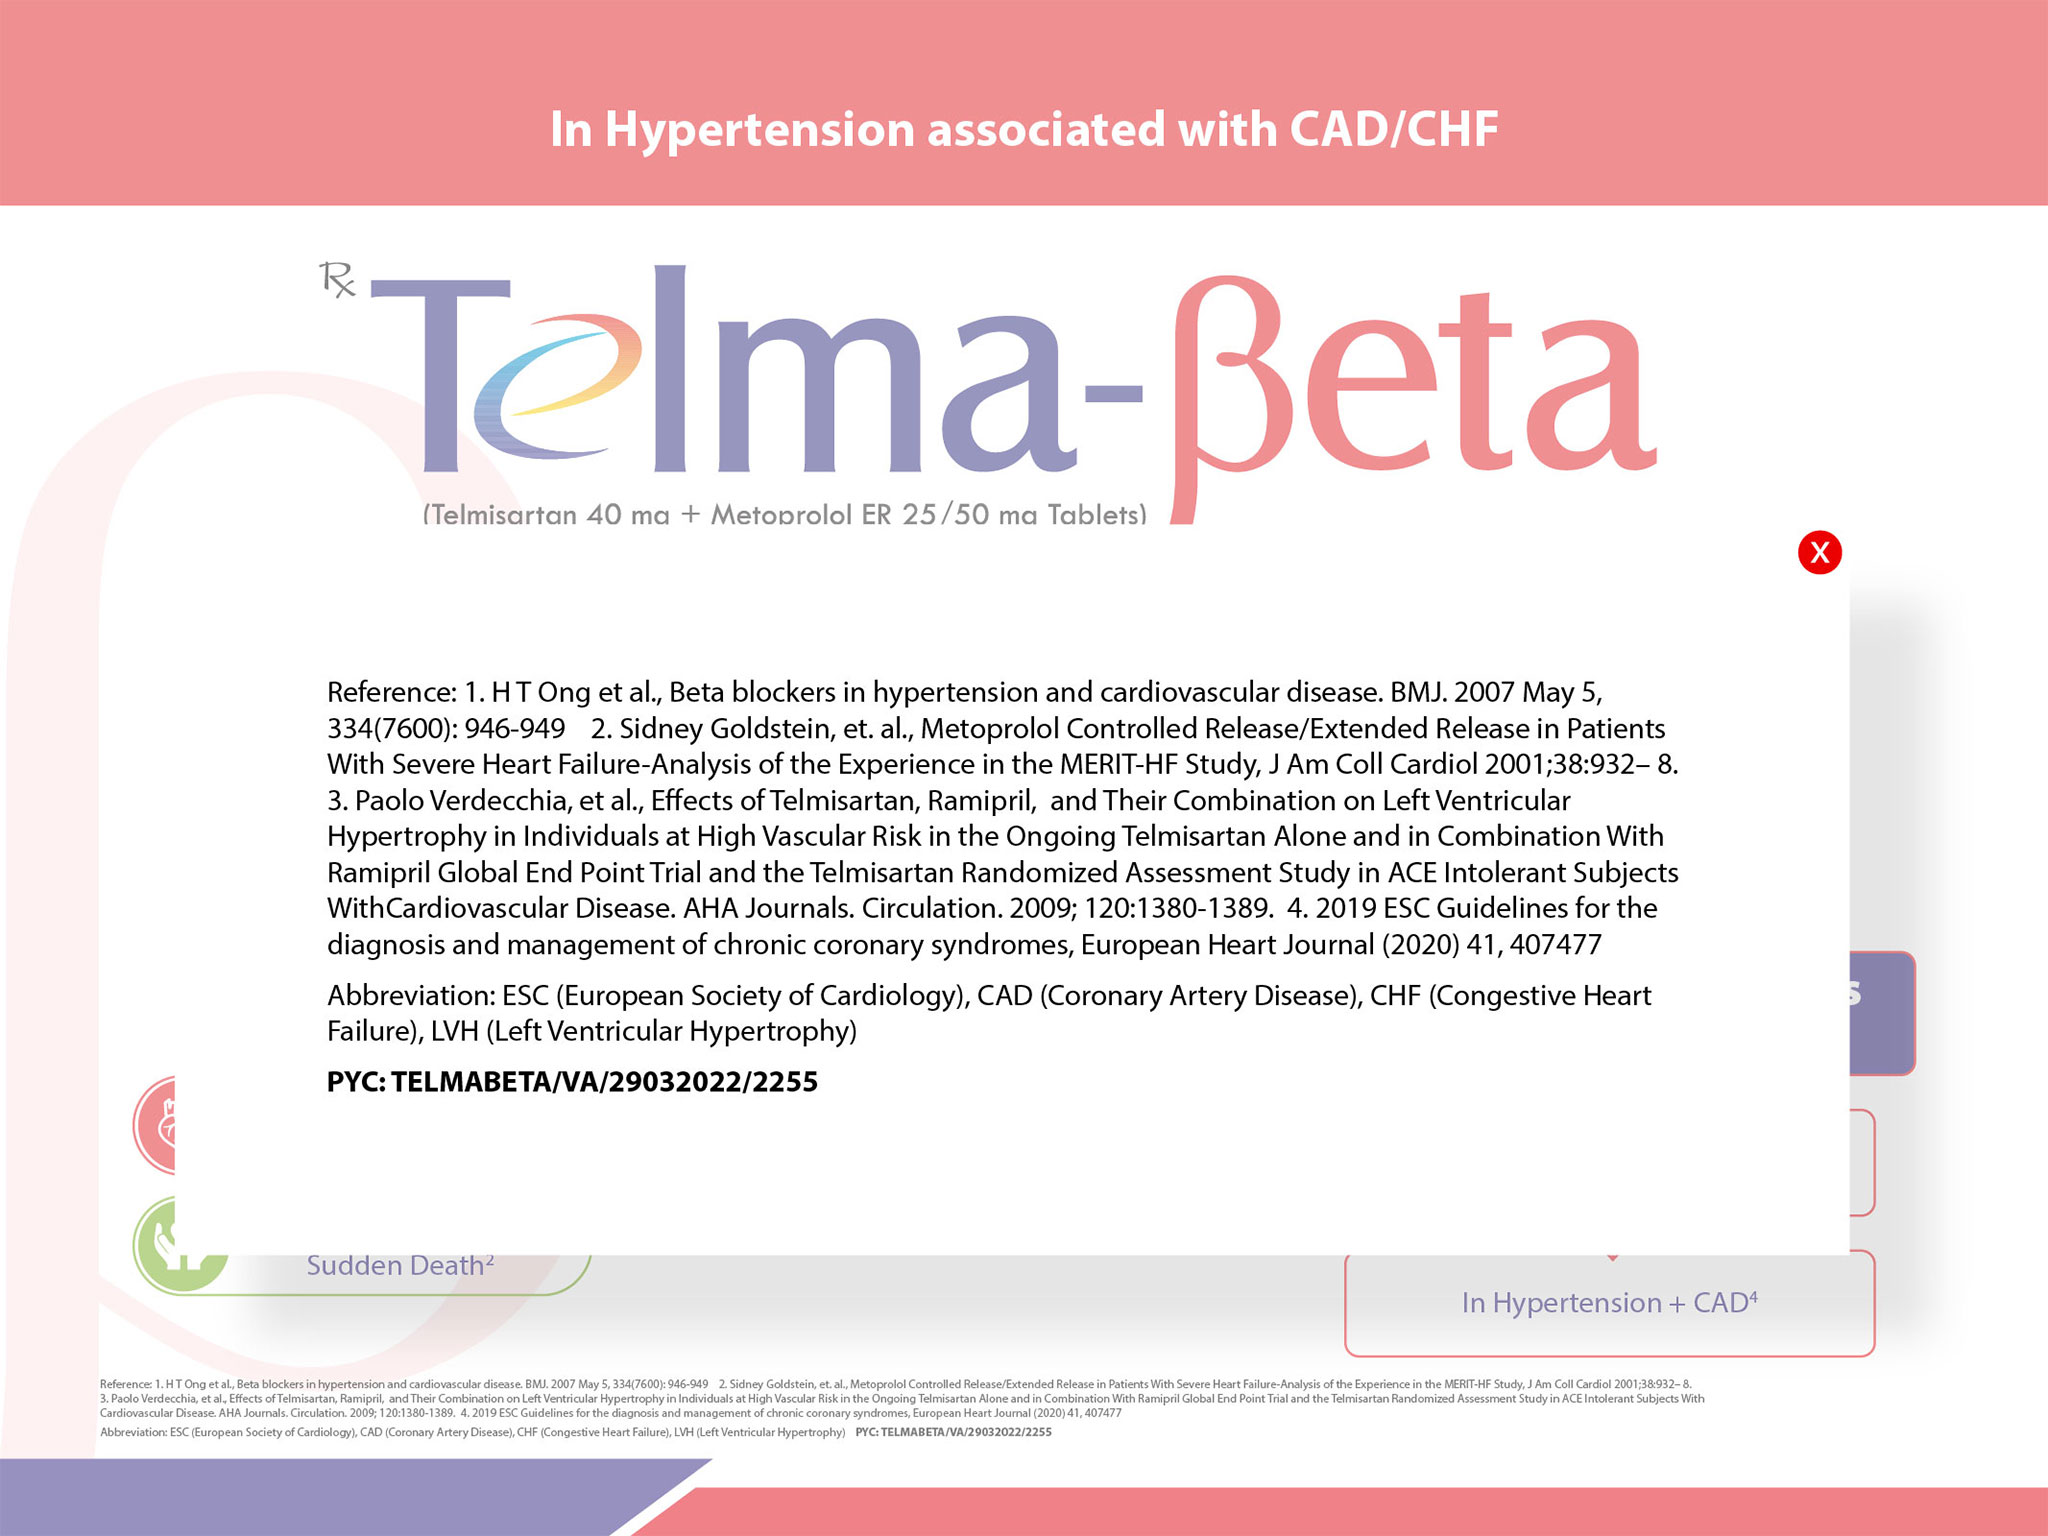 In Hypertension associated with CAD/CHF
Rx Telma-βeta
(Telmisartan 40 mg + Metoprolol ER 25/50 mg Tablets)
X
Reference: 1. H T Ong et al., Beta blockers in hypertension and cardiovascular disease. BMJ. 2007 May 5,
334(7600): 946-949 2. Sidney Goldstein, et. al., Metoprolol Controlled Release/Extended Release in Patients
With Severe Heart Failure-Analysis of the Experience in the MERIT-HF Study, J Am Coll Cardiol 2001;38:932– 8.
3. Paolo Verdecchia, et al., Effects of Telmisartan, Ramipril, and Their Combination on Left Ventricular
Hypertrophy in Individuals at High Vascular Risk in the Ongoing Telmisartan Alone and in Combination With
Ramipril Global End Point Trial and the Telmisartan Randomized Assessment Study in ACE Intolerant Subjects
WithCardiovascular Disease. AHA Journals. Circulation. 2009; 120:1380-1389. 4. 2019 ESC Guidelines for the
diagnosis and management of chronic coronary syndromes, European Heart Journal (2020) 41, 407477
Abbreviation: ESC (European Society of Cardiology), CAD (Coronary Artery Disease), CHF (Congestive Heart
Failure), LVH (Left Ventricular Hypertrophy)
PYC: TELMABETA/VA/29032022/2255
Sudden Death²
In Hypertension + CAD⁴
Reference: 1. H T Ong et al., Beta blockers in hypertension and cardiovascular disease. BMJ. 2007 May 5, 334(7600): 946-949 2. Sidney Goldstein, et. al., Metoprolol Controlled Release/Extended Release in Patients With Severe Heart Failure-Analysis of the Experience in the MERIT-HF Study, J Am Coll Cardiol 2001;38:932– 8.
3. Paolo Verdecchia, et al., Effects of Telmisartan, Ramipril, and Their Combination on Left Ventricular Hypertrophy in Individuals at High Vascular Risk in the Ongoing Telmisartan Alone and in Combination With Ramipril Global End Point Trial and the Telmisartan Randomized Assessment Study in ACE Intolerant Subjects With
Cardiovascular Disease. AHA Journals. Circulation. 2009; 120:1380-1389. 4. 2019 ESC Guidelines for the diagnosis and management of chronic coronary syndromes, European Heart Journal (2020) 41, 407477
Abbreviation: ESC (European Society of Cardiology), CAD (Coronary Artery Disease), CHF (Congestive Heart Failure), LVH (Left Ventricular Hypertrophy) PYC: TELMABETA/VA/29032022/2255